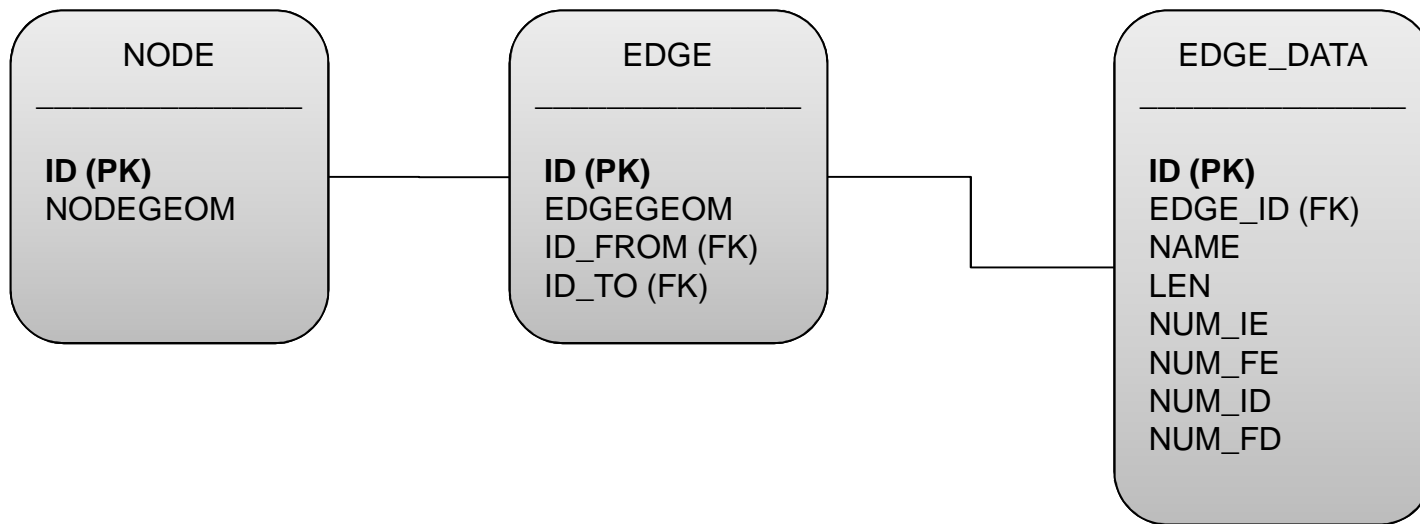 NODE
ID (PK)
NODEGEOM
EDGE
ID (PK)
EDGEGEOM
ID_FROM (FK)
ID_TO (FK)
EDGE_DATA
ID (PK)
EDGE_ID (FK)
NAME
LEN
NUM_IE
NUM_FE
NUM_ID
NUM_FD